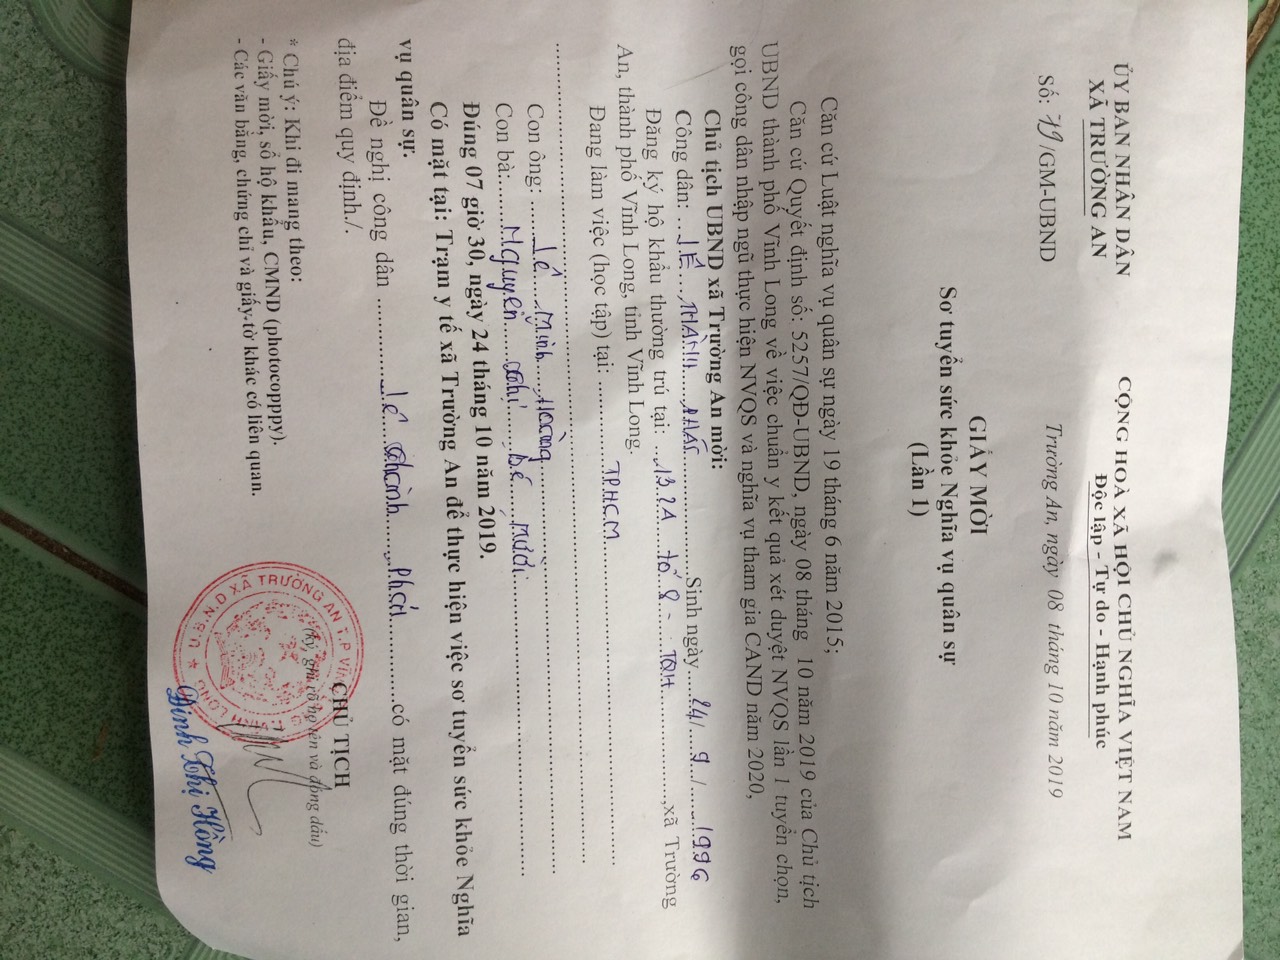 ỦY BAN NHÂN DÂN
XÃ TRƯỜNG AN
CỘNG HOÀ XÃ HỘI CHỦ NGHĨA VIỆT NAM
Độc lập - Tự do - Hạnh phúc
Số: 79/GM-UBND
Trường An, ngày 08 tháng 10 năm 2019
GIẤY MỜI
Sơ tuyển sức khỏe Nghĩa vụ quân sự
(Lần 1)
Căn cứ Luật nghĩa vụ quân sự ngày 19 tháng 6 năm 2015;
Căn cứ Quyết định số: 5257/QĐ-UBND, ngày 08 tháng 10 năm 2019 của Chủ tịch
UBND thành phố Vĩnh Long về việc chuẩn y kết quả xét duyệt NVQS lần 1 tuyển chọn,
gọi công dân nhập ngũ thực hiện NVQS và nghĩa vụ tham gia CAND năm 2020,
Chủ tịch UBND xã Trường An mời:
Công dân: LÊ THÀNH PHÁT Sinh ngày 24/ 9 / 1996
Đăng ký hộ khẩu thường trú tại: 132A tổ 8 - TQH, xã Trường
An, thành phố Vĩnh Long, tỉnh Vĩnh Long.
Đang làm việc (học tập) tại: TPHCM
Con ông: Lê Minh Hoàng
Con bà: Nguyễn Thị Bé Mười
Đúng 07 giờ 30, ngày 24 tháng 10 năm 2019.
Có mặt tại: Trạm y tế xã Trường An để thực hiện việc sơ tuyển sức khỏe Nghĩa
vụ quân sự.
Đề nghị công dân Lê Thành Phát có mặt đúng thời gian,
địa điểm quy định./.
CHỦ TỊCH
(ký, ghi rõ họ tên và đóng dấu)
* Chú ý: Khi đi mang theo:
- Giấy mời, sổ hộ khẩu, CMND (photocopppy).
- Các văn bằng, chứng chỉ và giấy tờ khác có liên quan.
U.B.N.D XÃ TRƯỜNG AN T.P VĨNH LONG T.VĨNH LONG
Đinh Thị Hồng